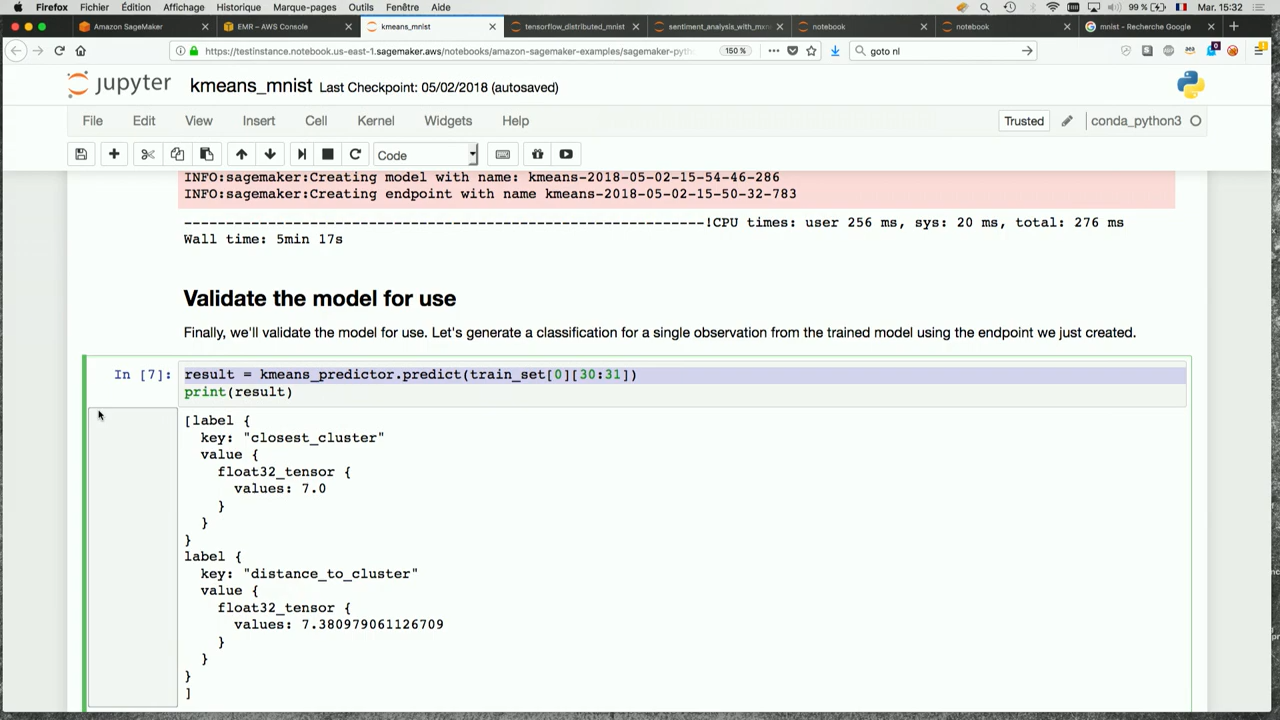 Firefox Fichier Édition Affichage Historique Marque-pages Outils Fenêtre Aide 99 % Mar. 15:32
Amazon SageMaker EMR – AWS Console kmeans_mnist tensorflow_distributed_mnist sentiment_analysis_with_mxn notebook notebook mnist - Recherche Google
https://testinstance.notebook.us-east-1.sagemaker.aws/notebooks/amazon-sagemaker-examples/sagemaker-pyth 150 % goto nl
jupyter kmeans_mnist Last Checkpoint: 05/02/2018 (autosaved)
File Edit View Insert Cell Kernel Widgets Help Trusted conda_python3
Code
INFO:sagemaker:Creating model with name: kmeans-2018-05-02-15-54-46-286
INFO:sagemaker:Creating endpoint with name kmeans-2018-05-02-15-50-32-783
--------------------------------------------------------------!CPU times: user 256 ms, sys: 20 ms, total: 276 ms
Wall time: 5min 17s
Validate the model for use
Finally, we'll validate the model for use. Let's generate a classification for a single observation from the trained model using the endpoint we just created.
In [7]: result = kmeans_predictor.predict(train_set[0][30:31])
print(result)
[label {
key: "closest_cluster"
value {
float32_tensor {
values: 7.0
}
}
}
label {
key: "distance_to_cluster"
value {
float32_tensor {
values: 7.380979061126709
}
}
}
]